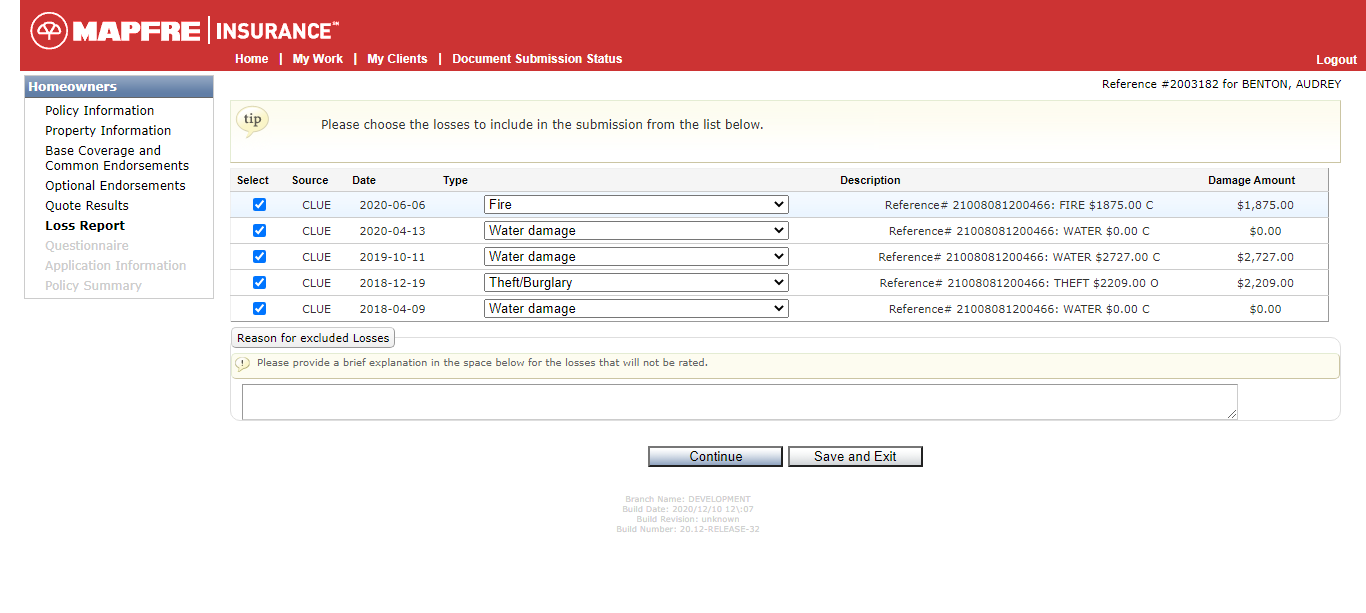 MAPFRE | INSURANCE℠
Home | My Work | My Clients | Document Submission Status
Logout
Reference #2003182 for BENTON, AUDREY
Homeowners
Policy Information
Property Information
Base Coverage and
Common Endorsements
Optional Endorsements
Quote Results
Loss Report
Questionnaire
Application Information
Policy Summary
tip
Please choose the losses to include in the submission from the list below.
Select Source Date Type Description Damage Amount
CLUE 2020-06-06 Fire Reference# 21008081200466: FIRE $1875.00 C $1,875.00
CLUE 2020-04-13 Water damage Reference# 21008081200466: WATER $0.00 C $0.00
CLUE 2019-10-11 Water damage Reference# 21008081200466: WATER $2727.00 C $2,727.00
CLUE 2018-12-19 Theft/Burglary Reference# 21008081200466: THEFT $2209.00 O $2,209.00
CLUE 2018-04-09 Water damage Reference# 21008081200466: WATER $0.00 C $0.00
Reason for excluded Losses
Please provide a brief explanation in the space below for the losses that will not be rated.
Continue Save and Exit
Branch Name: DEVELOPMENT
Build Date: 2020/12/10 12\:07
Build Revision: unknown
Build Number: 20.12-RELEASE-32